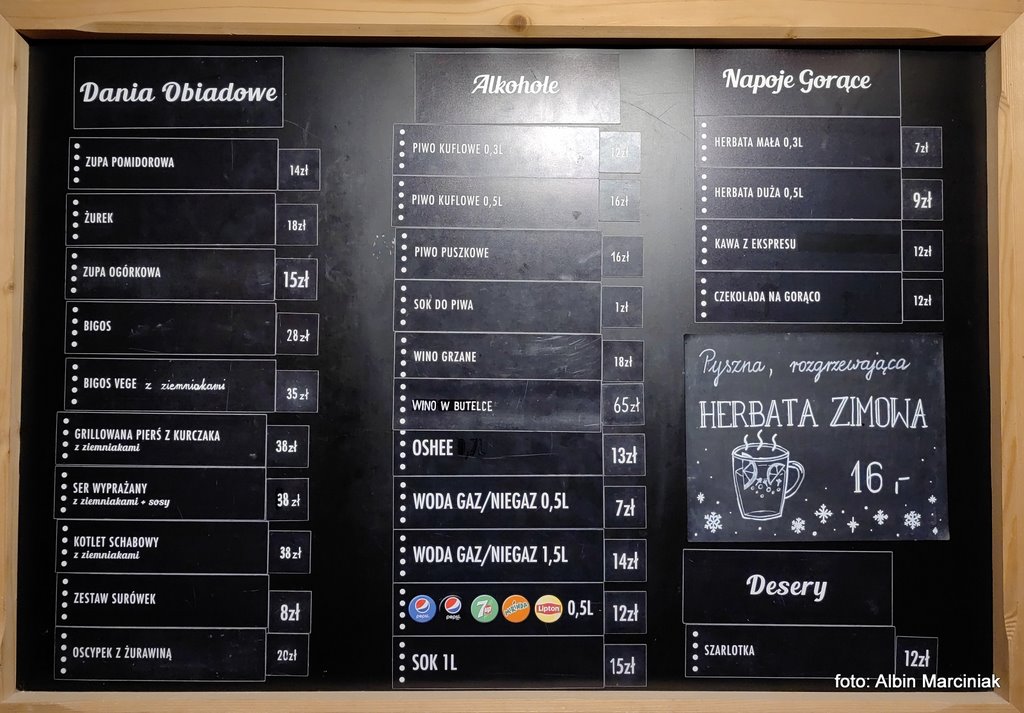 Dania Obiadowe
ZUPA POMIDOROWA 14zł
ŻUREK 18zł
ZUPA OGÓRKOWA 15zł
BIGOS 28zł
BIGOS VEGE z ziemniakami 35zł
GRILLOWANA PIERŚ Z KURCZAKA 38zł
z ziemniakami
SER WYPRAŻANY 38zł
z ziemniakami + sosy
KOTLET SCHABOWY 38zł
z ziemniakami
ZESTAW SURÓWEK 8zł
OSCYPEK Z ŻURAWINĄ 20zł
Alkohole
PIWO KUFLOWE 0,3L 12zł
PIWO KUFLOWE 0,5L 16zł
PIWO PUSZKOWE 16zł
SOK DO PIWA 1zł
WINO GRZANE 18zł
WINO W BUTELCE 65zł
OSHEE 13zł
WODA GAZ/NIEGAZ 0,5L 7zł
WODA GAZ/NIEGAZ 1,5L 14zł
pepsi pepsi 7up MIRINDA Lipton 0,5L 12zł
SOK 1L 15zł
Napoje Gorące
HERBATA MAŁA 0,3L 7zł
HERBATA DUŻA 0,5L 9zł
KAWA Z EKSPRESU 12zł
CZEKOLADA NA GORĄCO 12zł
Pyszna, rozgrzewająca
HERBATA ZIMOWA
16,-
Desery
SZARLOTKA 12zł
foto: Albin Marciniak